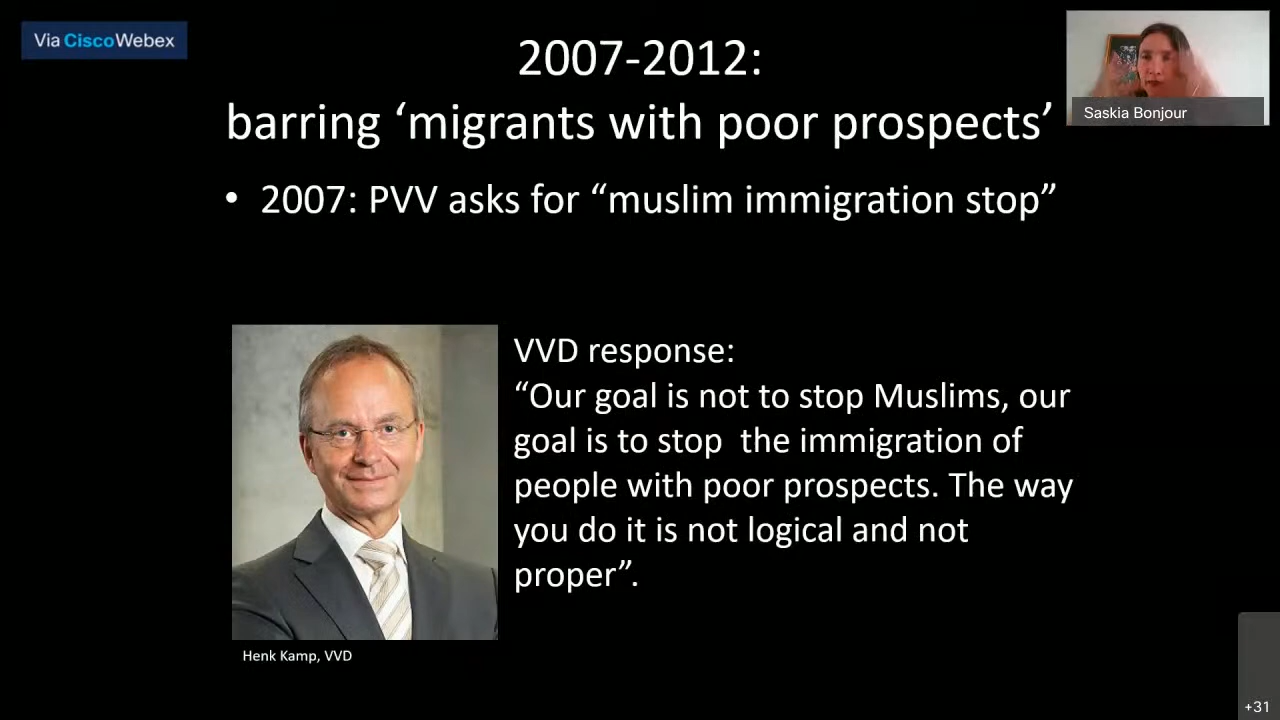 Via Cisco Webex
2007-2012:
barring ‘migrants with poor prospects’
Saskia Bonjour
• 2007: PVV asks for “muslim immigration stop”
VVD response:
“Our goal is not to stop Muslims, our
goal is to stop  the immigration of
people with poor prospects. The way
you do it is not logical and not
proper”.
Henk Kamp, VVD
+31